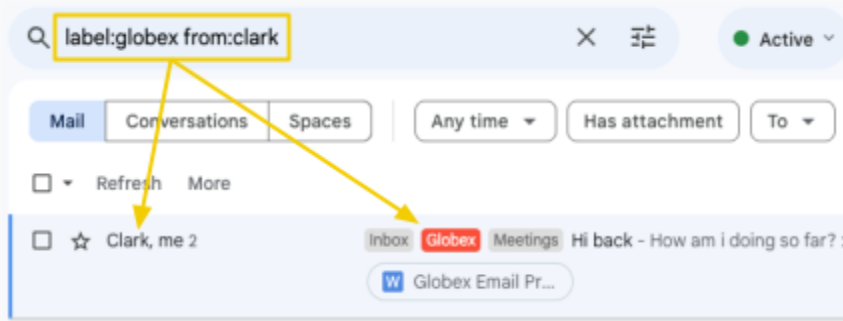 label:globex from:clark
Active
Mail Conversations Spaces Any time Has attachment To
Refresh More
Clark, me 2 Inbox Globex Meetings Hi back - How am i doing so far? :
W Globex Email Pr...